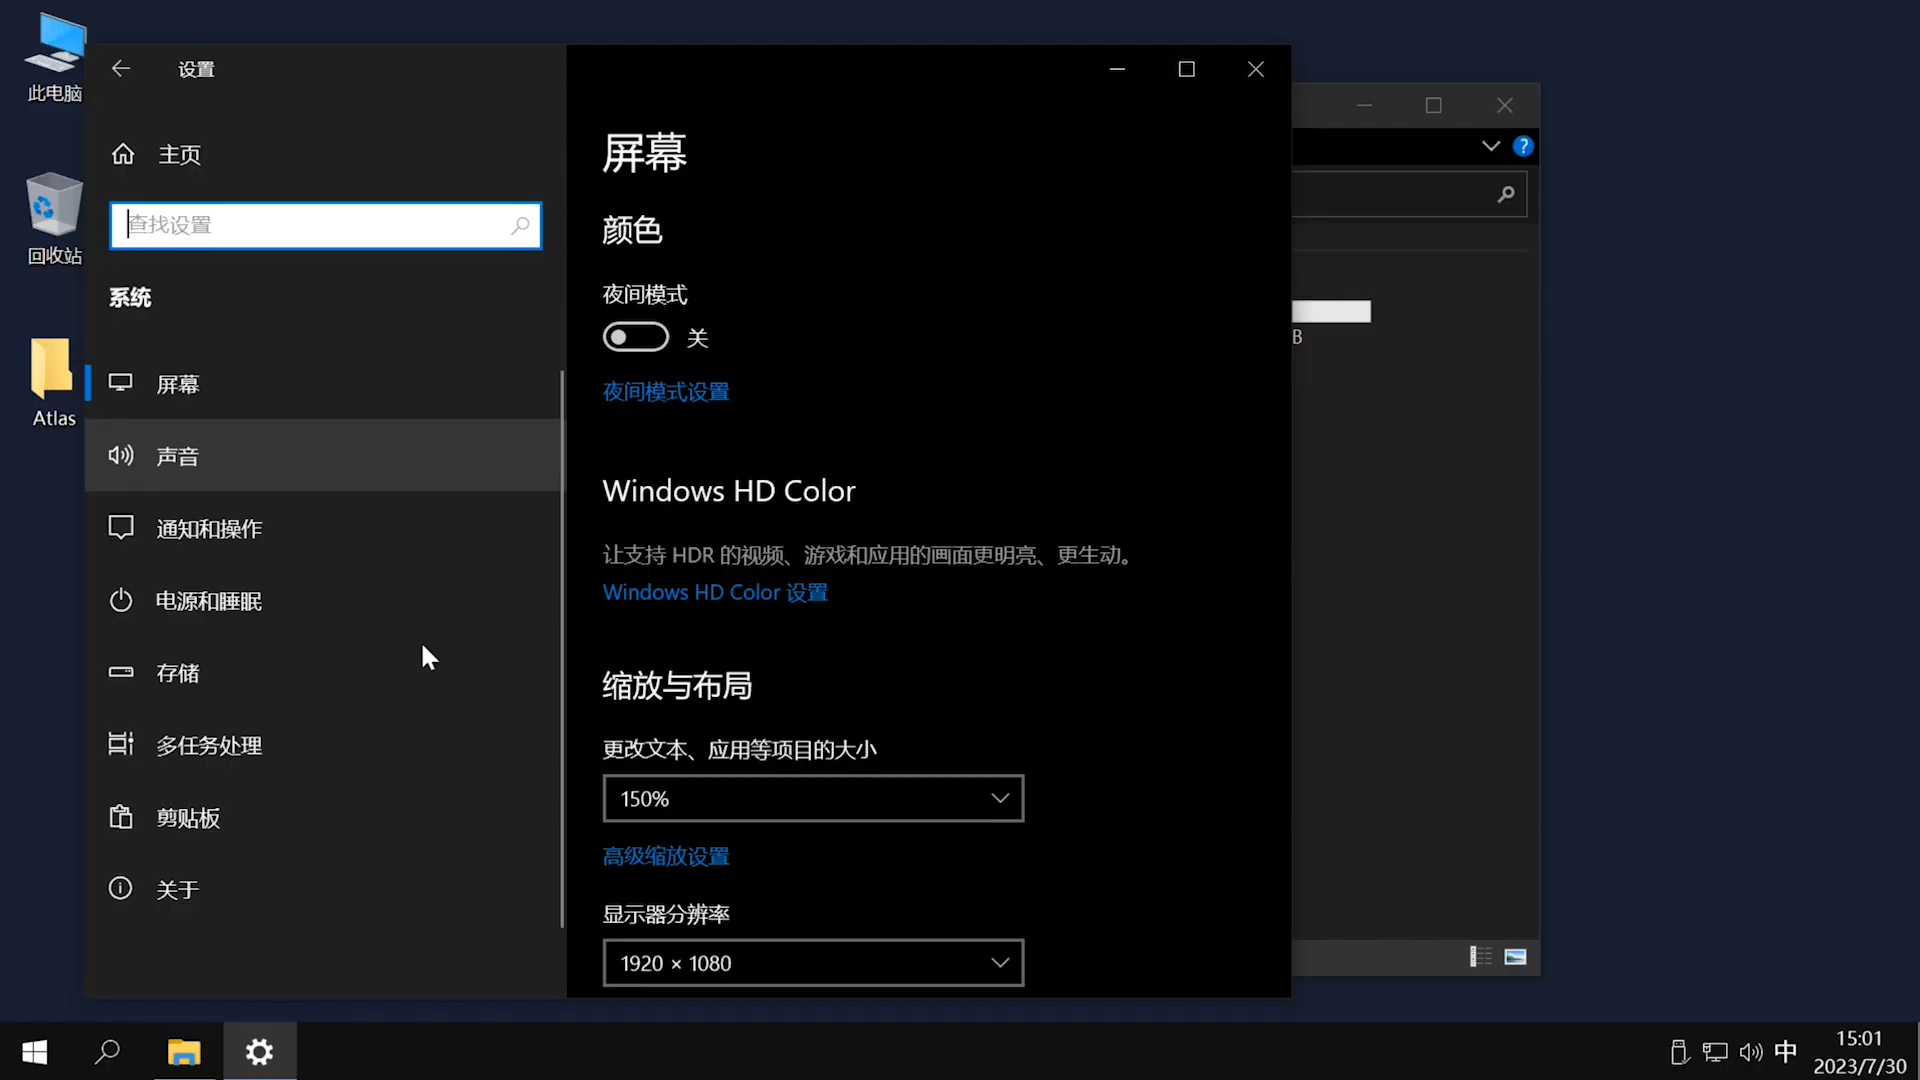 此电脑
回收站
Atlas
设置
主页
查找设置
系统
屏幕
声音
通知和操作
电源和睡眠
存储
多任务处理
剪贴板
关于
屏幕
颜色
夜间模式
关
夜间模式设置
Windows HD Color
让支持 HDR 的视频、游戏和应用的画面更明亮、更生动。
Windows HD Color 设置
缩放与布局
更改文本、应用等项目的大小
150%
高级缩放设置
显示器分辨率
1920 × 1080
?
B
中
15:01
2023/7/30